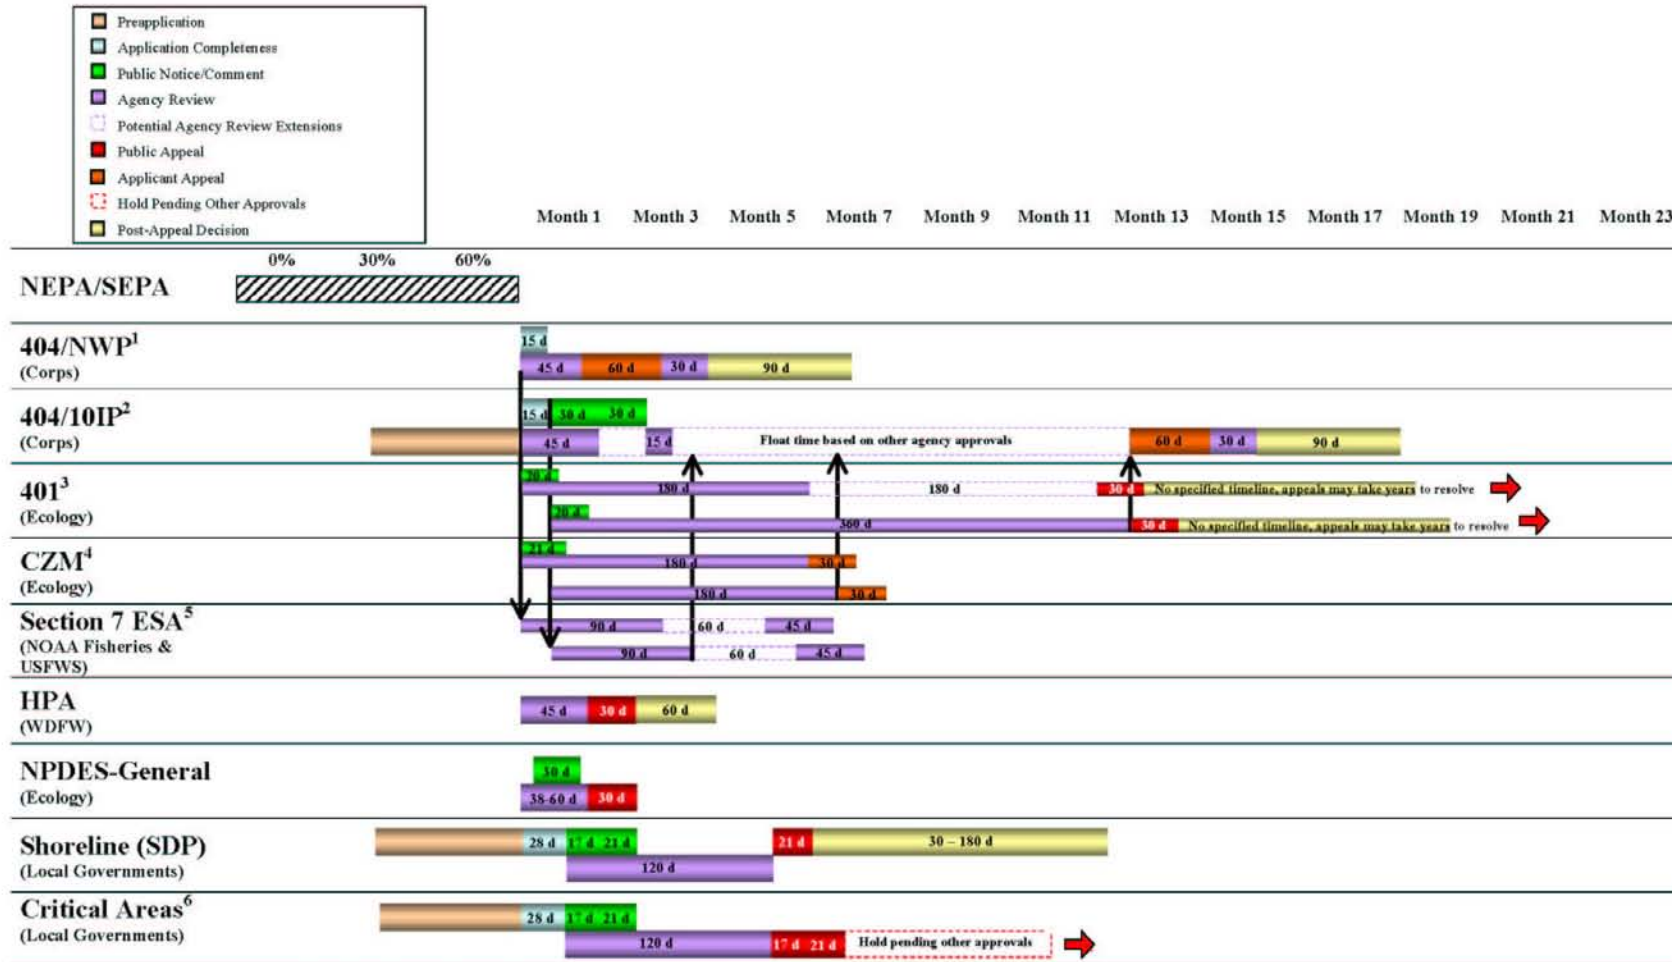 Preapplication
Application Completeness
Public Notice/Comment
Agency Review
Potential Agency Review Extensions
Public Appeal
Applicant Appeal
Hold Pending Other Approvals
Post-Appeal Decision
Month 1 Month 3 Month 5 Month 7 Month 9 Month 11 Month 13 Month 15 Month 17 Month 19 Month 21 Month 23
0% 30% 60%
NEPA/SEPA
404/NWP1
(Corps)
15 d
45 d 60 d 30 d 90 d
404/10IP2
(Corps)
15 d 30 d 30 d
45 d 15 d Float time based on other agency approvals 60 d 30 d 90 d
4013
(Ecology)
20 d
180 d 180 d 30 d No specified timeline, appeals may take years to resolve
20 d
360 d 30 d No specified timeline, appeals may take years to resolve
CZM4
(Ecology)
21 d
180 d 30 d
180 d 30 d
Section 7 ESA5
(NOAA Fisheries &
USFWS)
90 d 60 d 45 d
90 d 60 d 45 d
HPA
(WDFW)
45 d 30 d 60 d
NPDES-General
(Ecology)
30 d
38-60 d 30 d
Shoreline (SDP)
(Local Governments)
28 d 17 d 21 d 21 d 30 – 180 d
120 d
Critical Areas6
(Local Governments)
28 d 17 d 21 d
120 d 17 d 21 d Hold pending other approvals